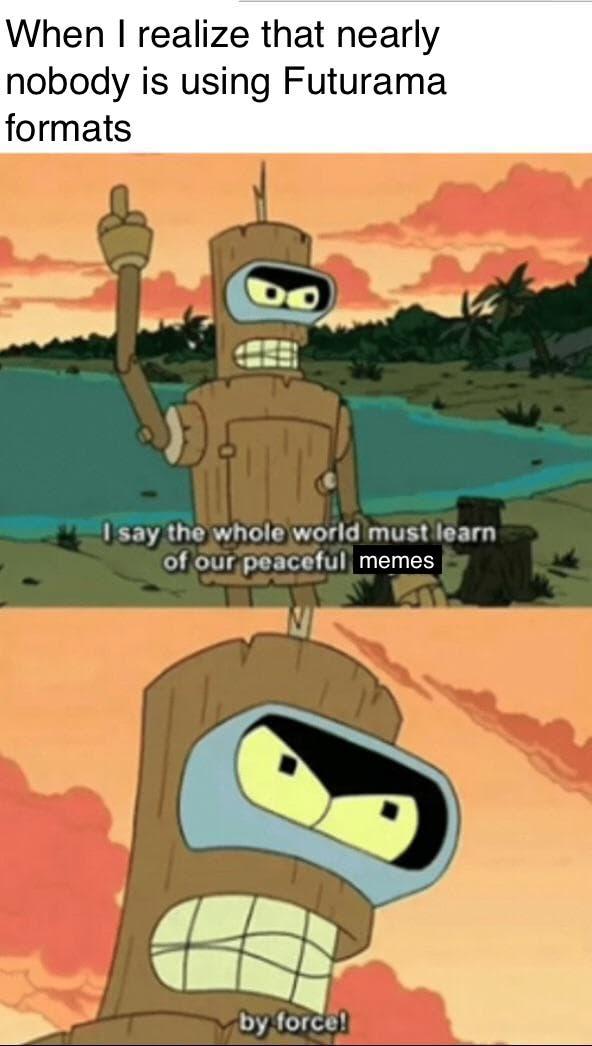 When I realize that nearly
nobody is using Futurama
formats
I say the whole world must learn
of our peaceful memes
by force!